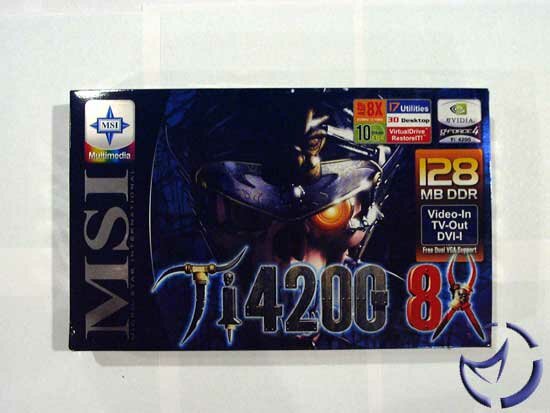 MSI
Multimedia
MSI
MICRO-STAR INTERNATIONAL
AGP 8X
10
17 Utilities
3D Desktop
VirtualDrive
RestoreIT!
NVIDIA
GFORCE4
Ti 4200
128
MB DDR
Video-In
TV-Out
DVI-I
Free Dual VGA Support
Ti4200 8X